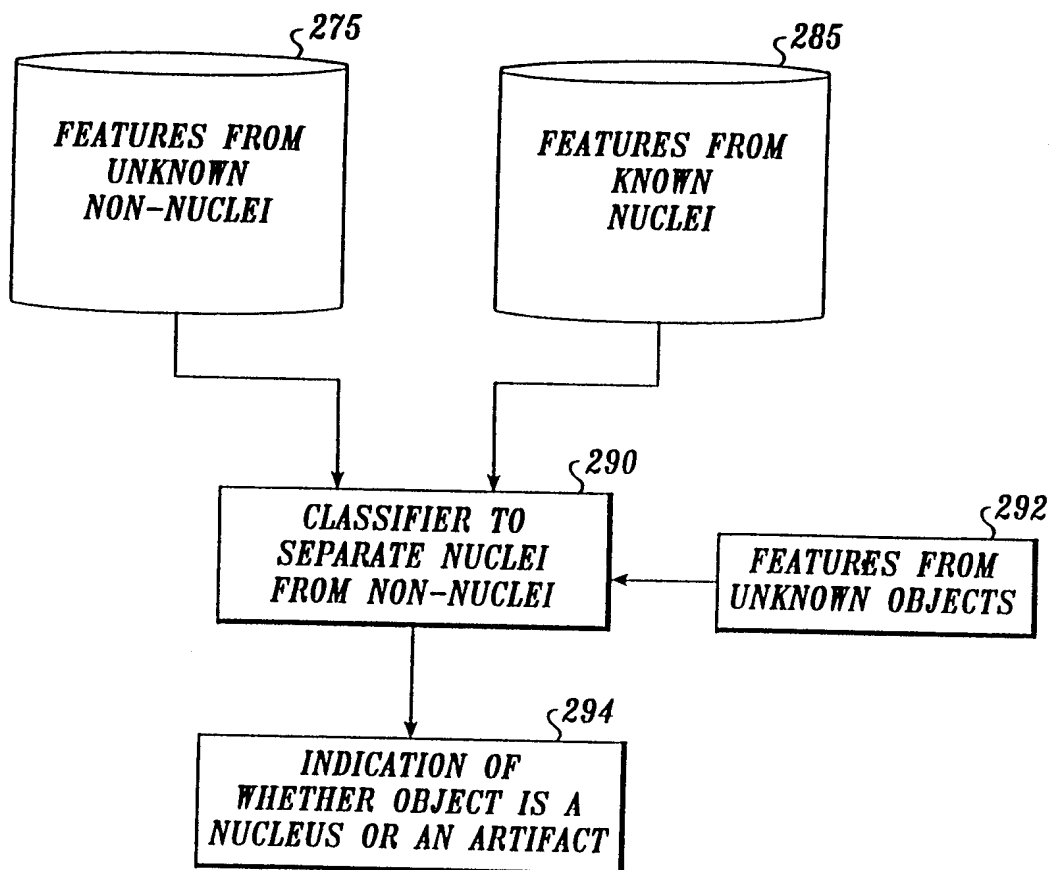 275
FEATURES FROM
UNKNOWN
NON-NUCLEI
285
FEATURES FROM
KNOWN
NUCLEI
290
CLASSIFIER TO
SEPARATE NUCLEI
FROM NON-NUCLEI
292
FEATURES FROM
UNKNOWN OBJECTS
294
INDICATION OF
WHETHER OBJECT IS A
NUCLEUS OR AN ARTIFACT